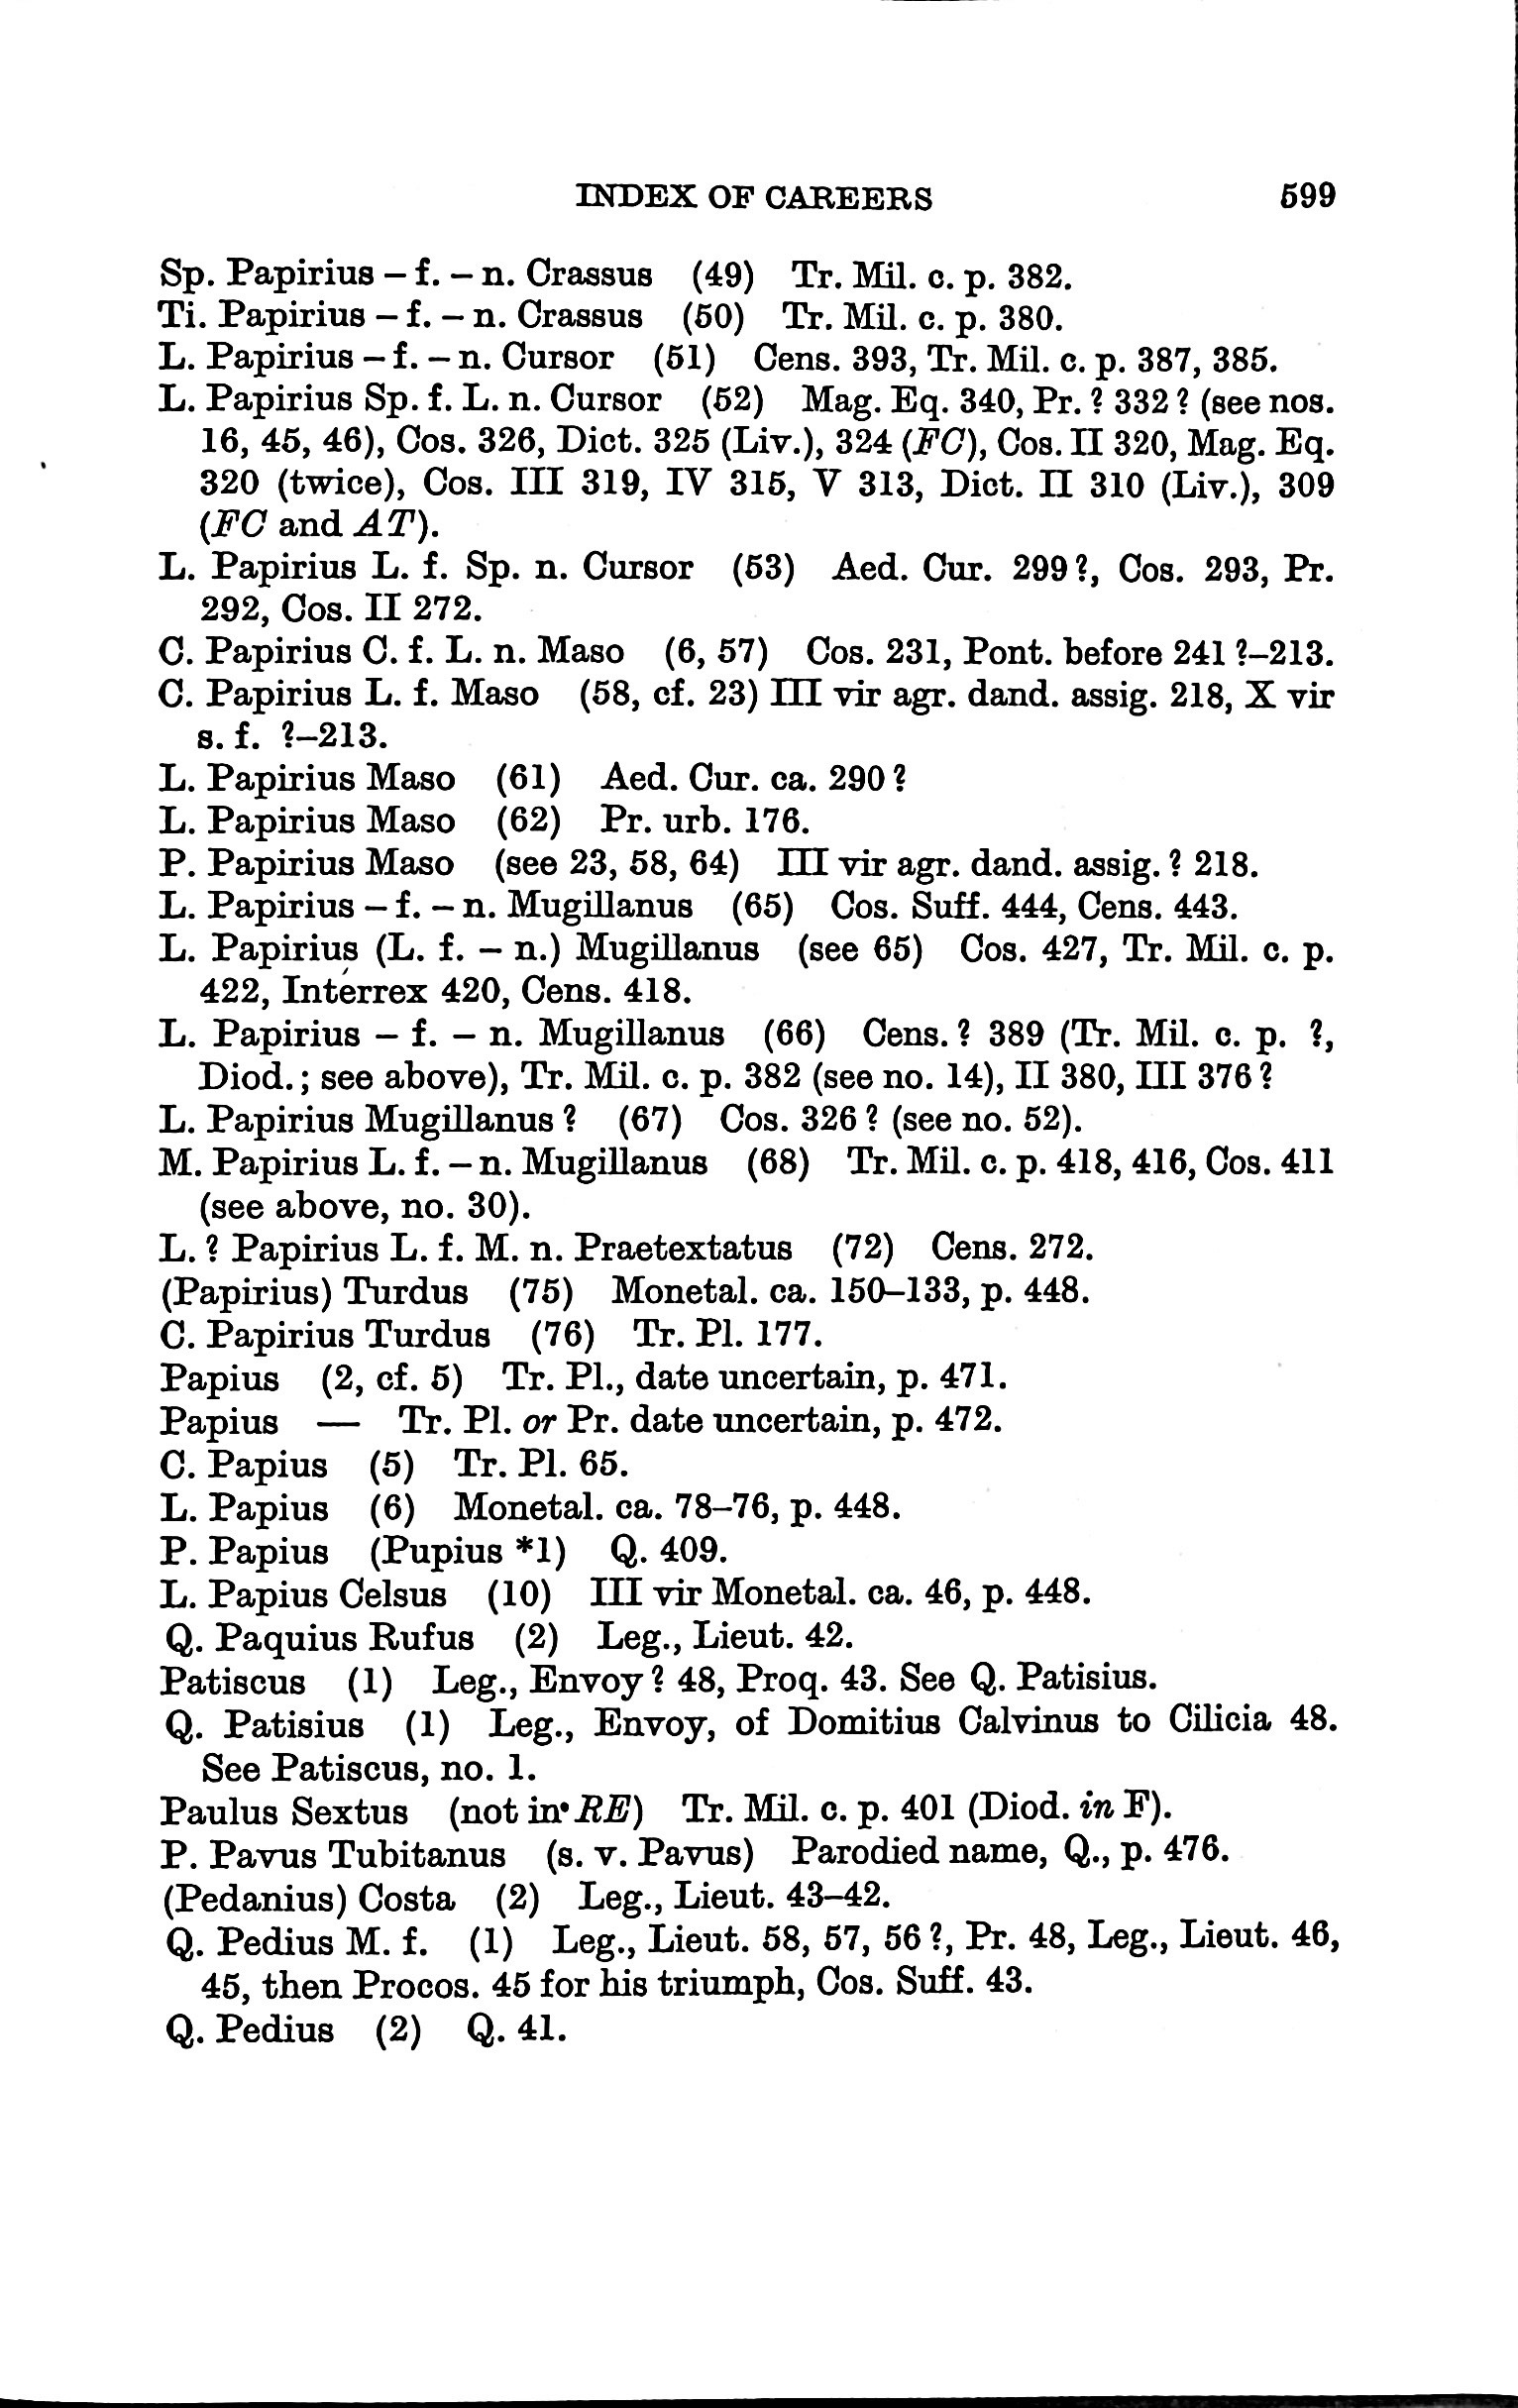 INDEX OF CAREERS 599
Sp. Papirius – f. – n. Crassus (49) Tr. Mil. c. p. 382.
Ti. Papirius – f. – n. Crassus (50) Tr. Mil. c. p. 380.
L. Papirius – f. – n. Cursor (51) Cens. 393, Tr. Mil. c. p. 387, 385.
L. Papirius Sp. f. L. n. Cursor (52) Mag. Eq. 340, Pr. ? 332 ? (see nos.
16, 45, 46), Cos. 326, Dict. 325 (Liv.), 324 (FC), Cos. II 320, Mag. Eq.
320 (twice), Cos. III 319, IV 315, V 313, Dict. II 310 (Liv.), 309
(FC and AT).
L. Papirius L. f. Sp. n. Cursor (53) Aed. Cur. 299 ?, Cos. 293, Pr.
292, Cos. II 272.
C. Papirius C. f. L. n. Maso (6, 57) Cos. 231, Pont. before 241 ?–213.
C. Papirius L. f. Maso (58, cf. 23) III vir agr. dand. assig. 218, X vir
s. f. ?–213.
L. Papirius Maso (61) Aed. Cur. ca. 290 ?
L. Papirius Maso (62) Pr. urb. 176.
P. Papirius Maso (see 23, 58, 64) III vir agr. dand. assig. ? 218.
L. Papirius – f. – n. Mugillanus (65) Cos. Suff. 444, Cens. 443.
L. Papirius (L. f. – n.) Mugillanus (see 65) Cos. 427, Tr. Mil. c. p.
422, Interrex 420, Cens. 418.
L. Papirius – f. – n. Mugillanus (66) Cens. ? 389 (Tr. Mil. c. p. ?,
Diod.; see above), Tr. Mil. c. p. 382 (see no. 14), II 380, III 376 ?
L. Papirius Mugillanus ? (67) Cos. 326 ? (see no. 52).
M. Papirius L. f. – n. Mugillanus (68) Tr. Mil. c. p. 418, 416, Cos. 411
(see above, no. 30).
L. ? Papirius L. f. M. n. Praetextatus (72) Cens. 272.
(Papirius) Turdus (75) Monetal. ca. 150–133, p. 448.
C. Papirius Turdus (76) Tr. Pl. 177.
Papius (2, cf. 5) Tr. Pl., date uncertain, p. 471.
Papius — Tr. Pl. or Pr. date uncertain, p. 472.
C. Papius (5) Tr. Pl. 65.
L. Papius (6) Monetal. ca. 78–76, p. 448.
P. Papius (Pupius *1) Q. 409.
L. Papius Celsus (10) III vir Monetal. ca. 46, p. 448.
Q. Paquius Rufus (2) Leg., Lieut. 42.
Patiscus (1) Leg., Envoy ? 48, Proq. 43. See Q. Patisius.
Q. Patisius (1) Leg., Envoy, of Domitius Calvinus to Cilicia 48.
See Patiscus, no. 1.
Paulus Sextus (not in RE) Tr. Mil. c. p. 401 (Diod. in F).
P. Pavus Tubitanus (s. v. Pavus) Parodied name, Q., p. 476.
(Pedanius) Costa (2) Leg., Lieut. 43–42.
Q. Pedius M. f. (1) Leg., Lieut. 58, 57, 56 ?, Pr. 48, Leg., Lieut. 46,
45, then Procos. 45 for his triumph, Cos. Suff. 43.
Q. Pedius (2) Q. 41.